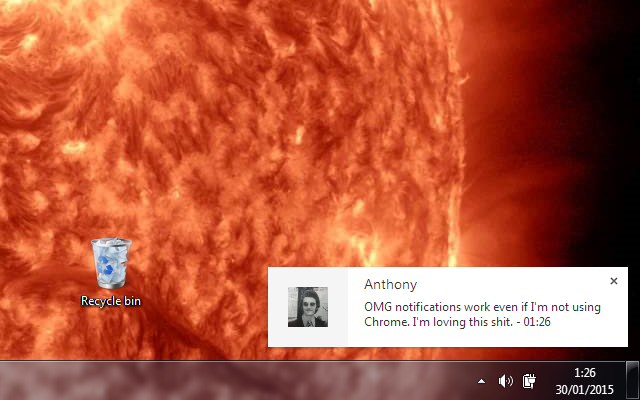 Recycle bin
Anthony
OMG notifications work even if I'm not using
Chrome. I'm loving this shit. - 01:26
1:26
30/01/2015